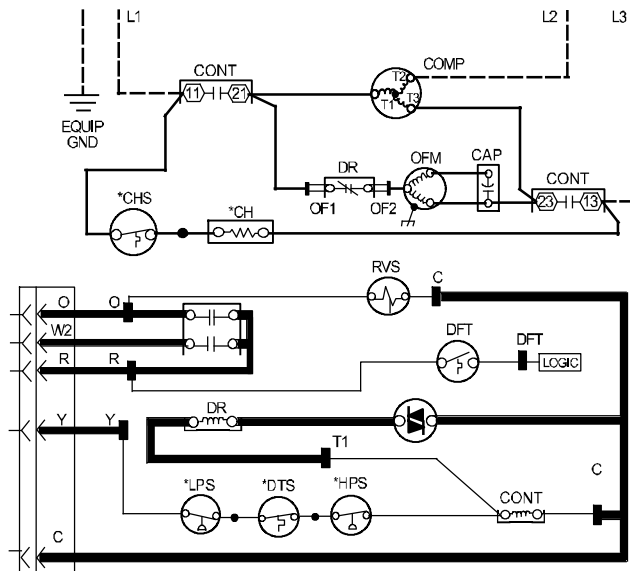 L1
L2
L3
CONT
11
21
COMP
T2
T1
T3
EQUIP
GND
DR
OFM
CAP
CONT
*CHS
*CH
OF1
OF2
23
13
RVS
C
O
O
W2
R
R
DFT
DFT
LOGIC
DR
Y
Y
T1
C
*LPS
*DTS
*HPS
CONT
C